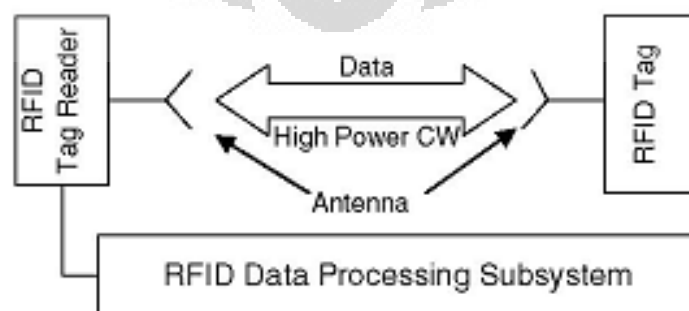 RFID
Tag Reader
Data
High Power CW
Antenna
RFID Tag
RFID Data Processing Subsystem